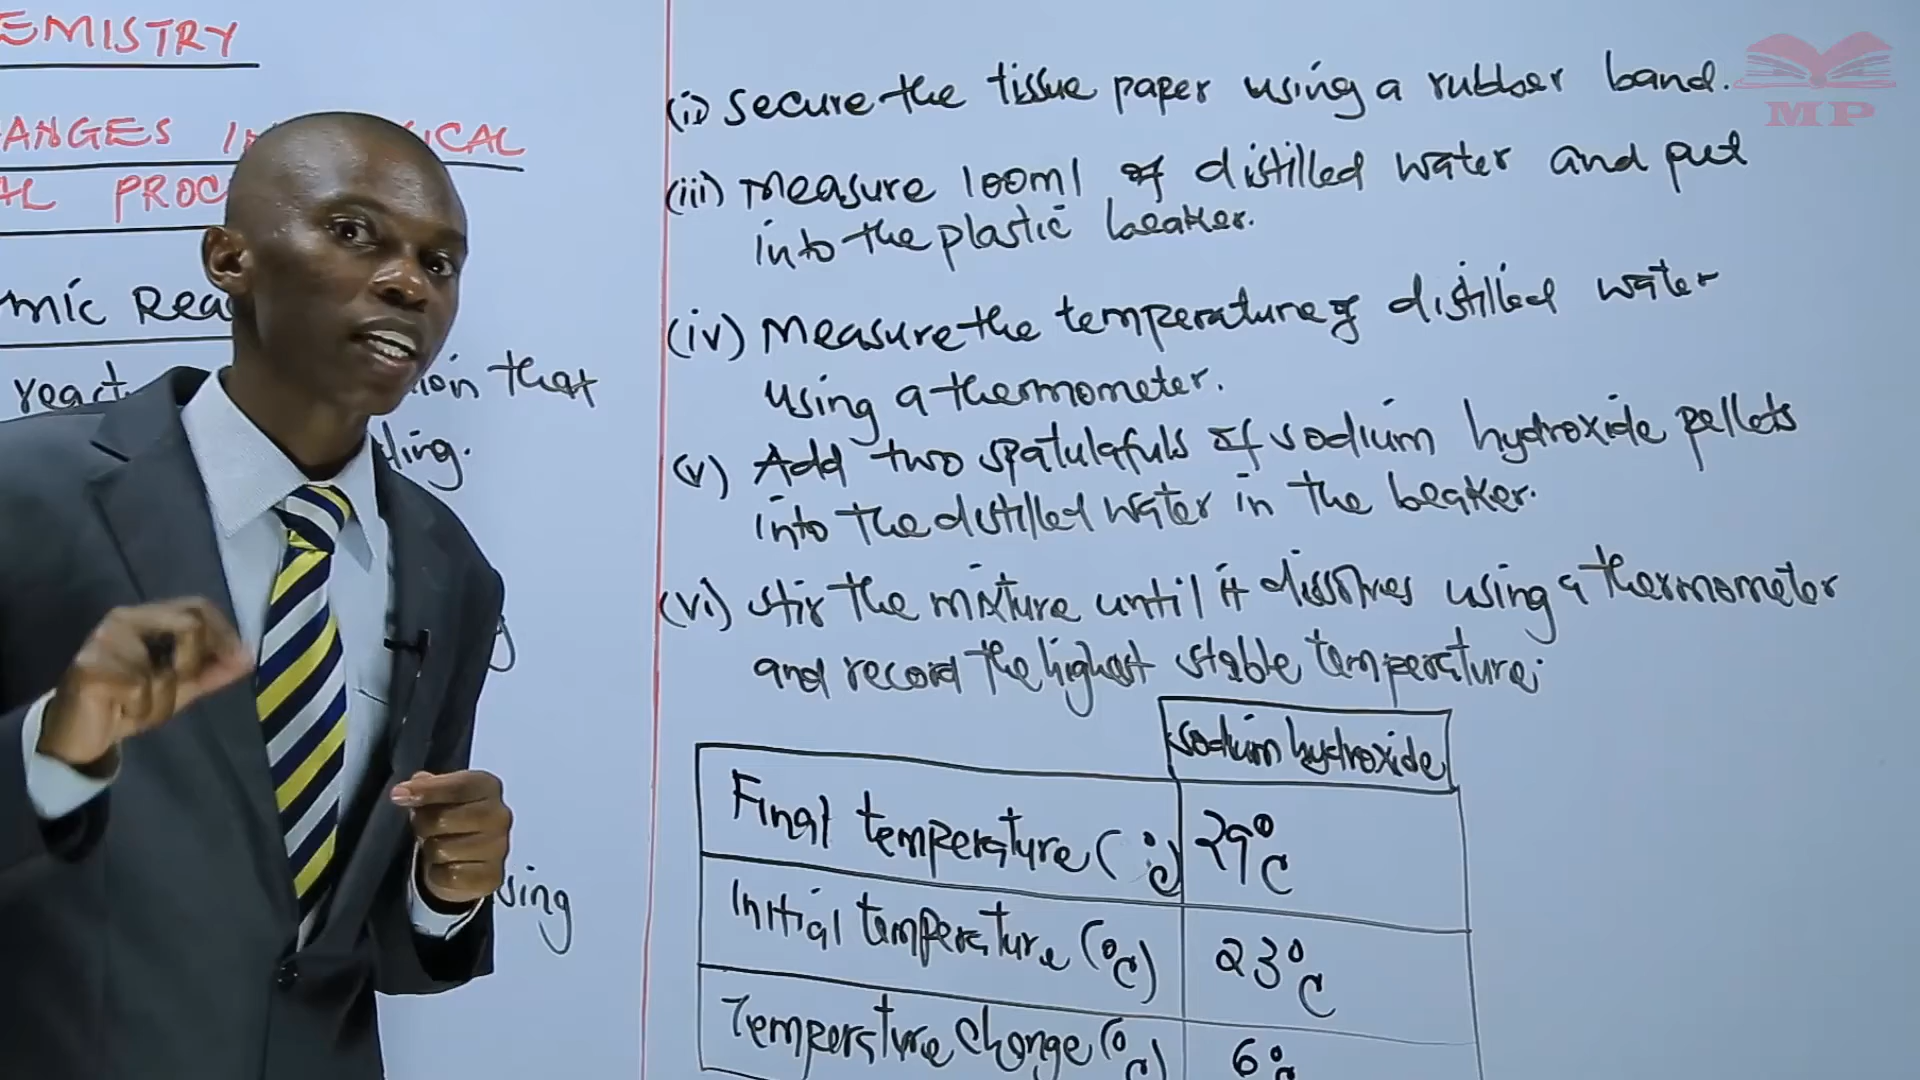 EMISTRY
ANGES IN ICAL
AL PROC
mic Rea
react ion that
ling.
sing
(ii) Secure the tissue paper using a rubber band.
(iii) Measure 100ml of distilled water and put
into the plastic beaker.
(iv) Measure the temperature of distilled water
using a thermometer.
(v) Add two spatulafuls of sodium hydroxide pellets
into the distilled water in the beaker.
(vi) stir the mixture until it dissolves using a thermometer
and record the highest stable temperature.
sodium hydroxide
Final temperature (°C) 29°C
Initial temperature (°C) 23°C
Temperature change (°C) 6°C
MP